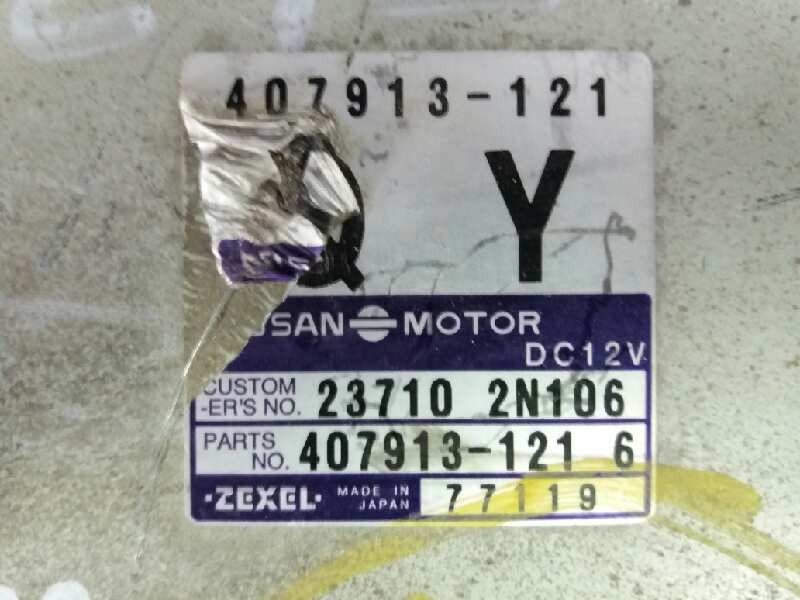 407913-121
Q Y
NISSAN MOTOR
DC12V
CUSTOM
-ER'S NO. 23710 2N106
PARTS
NO. 407913-121 6
·ZEXEL· MADE IN
JAPAN 77119